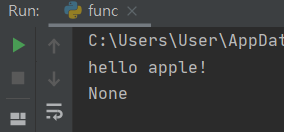 Run: func
C:\Users\User\AppDat
hello apple!
None